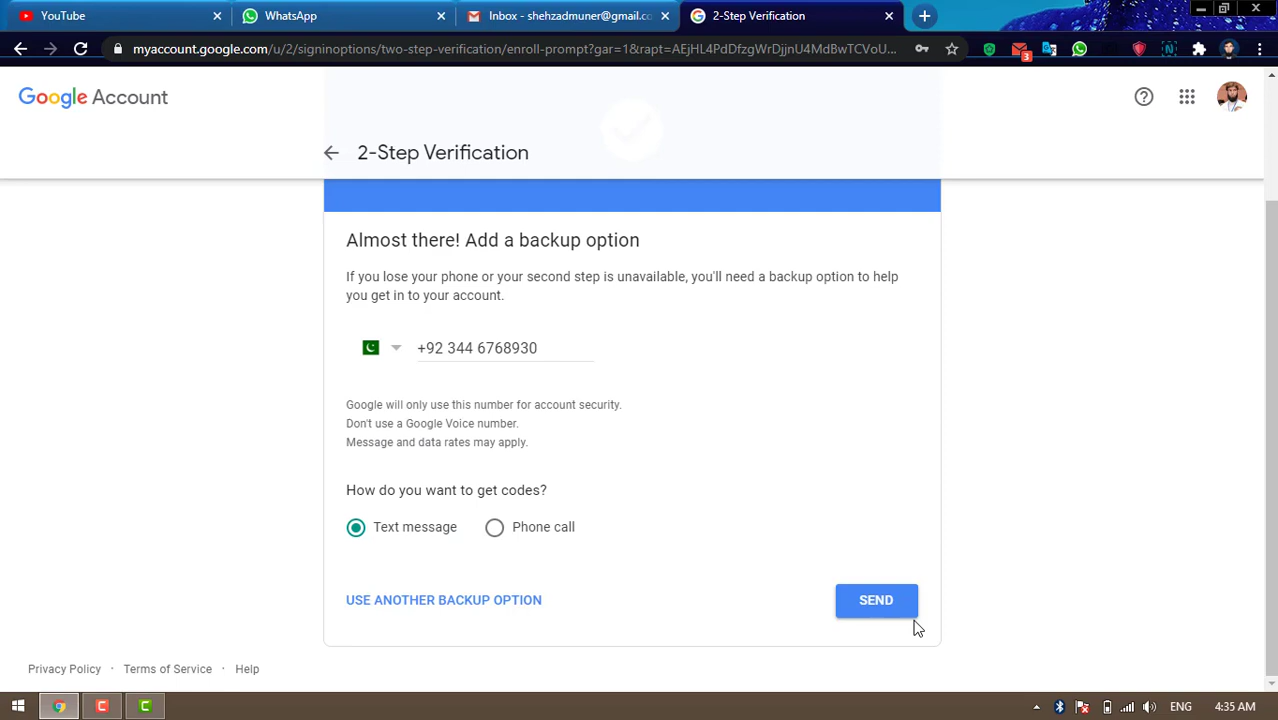 YouTube
WhatsApp
Inbox - shehzadmuner@gmail.co
2-Step Verification
myaccount.google.com/u/2/signinoptions/two-step-verification/enroll-prompt?gar=1&rapt=AEjHL4PdDfzgWrDjjnU4MdBwTCVoU...
3
Google Account
2-Step Verification
Almost there! Add a backup option
If you lose your phone or your second step is unavailable, you'll need a backup option to help
you get in to your account.
+92 344 6768930
Google will only use this number for account security.
Don't use a Google Voice number.
Message and data rates may apply.
How do you want to get codes?
Text message
Phone call
USE ANOTHER BACKUP OPTION
SEND
Privacy Policy · Terms of Service · Help
ENG
4:35 AM